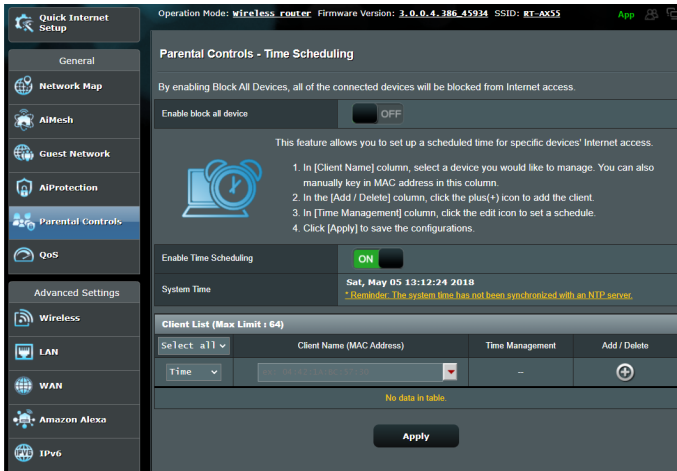 Quick Internet
Setup
Operation Mode: Wireless router Firmware Version: 3.0.0.4.386_45934 SSID: RT-AX55
App
General
Network Map
AiMesh
Guest Network
AiProtection
Parental Controls
QoS
Advanced Settings
Wireless
LAN
WAN
Amazon Alexa
IPv6
Parental Controls - Time Scheduling
By enabling Block All Devices, all of the connected devices will be blocked from Internet access.
Enable block all device
OFF
This feature allows you to set up a scheduled time for specific devices' Internet access.
1. In [Client Name] column, select a device you would like to manage. You can also
manually key in MAC address in this column.
2. In the [Add / Delete] column, click the plus(+) icon to add the client.
3. In [Time Management] column, click the edit icon to set a schedule.
4. Click [Apply] to save the configurations.
Enable Time Scheduling
ON
System Time
Sat, May 05 13:12:24 2018
* Reminder: The system time has not been synchronized with an NTP server.
Client List (Max Limit : 64)
Select all
Client Name (MAC Address)
Time Management
Add / Delete
Time
--
No data in table.
Apply